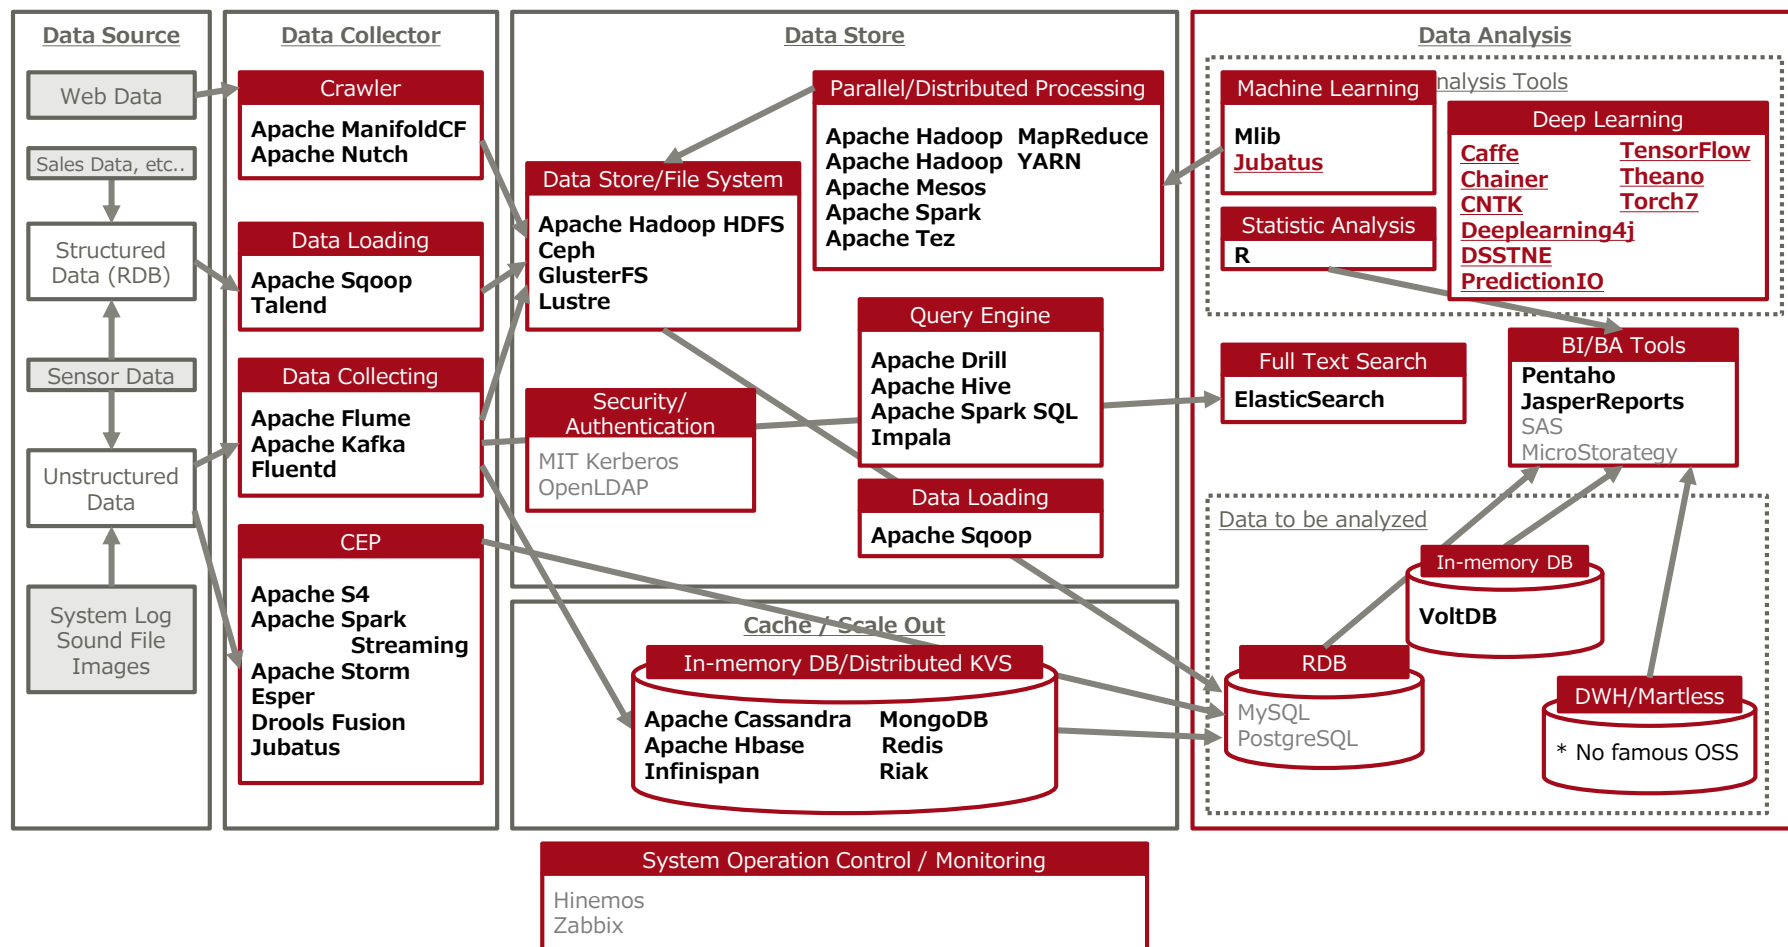 Data Source
Web Data
Sales Data, etc..
Structured
Data (RDB)
Sensor Data
Unstructured
Data
System Log
Sound File
Images
Data Collector
Crawler
Apache ManifoldCF
Apache Nutch
Data Loading
Apache Sqoop
Talend
Data Collecting
Apache Flume
Apache Kafka
Fluentd
CEP
Apache S4
Apache Spark
Streaming
Apache Storm
Esper
Drools Fusion
Jubatus
Data Store
Data Store/File System
Apache Hadoop HDFS
Ceph
GlusterFS
Lustre
Parallel/Distributed Processing
Apache Hadoop MapReduce
Apache Hadoop YARN
Apache Mesos
Apache Spark
Apache Tez
Security/
Authentication
MIT Kerberos
OpenLDAP
Query Engine
Apache Drill
Apache Hive
Apache Spark SQL
Impala
Data Loading
Apache Sqoop
Cache / Scale Out
In-memory DB/Distributed KVS
Apache Cassandra MongoDB
Apache Hbase Redis
Infinispan Riak
Data Analysis
nalysis Tools
Machine Learning
Mlib
Jubatus
Statistic Analysis
R
Deep Learning
Caffe
Chainer
CNTK
Deeplearning4j
DSSTNE
PredictionIO
TensorFlow
Theano
Torch7
Full Text Search
ElasticSearch
BI/BA Tools
Pentaho
JasperReports
SAS
MicroStorategy
Data to be analyzed
In-memory DB
VoltDB
RDB
MySQL
PostgreSQL
DWH/Martless
* No famous OSS
System Operation Control / Monitoring
Hinemos
Zabbix